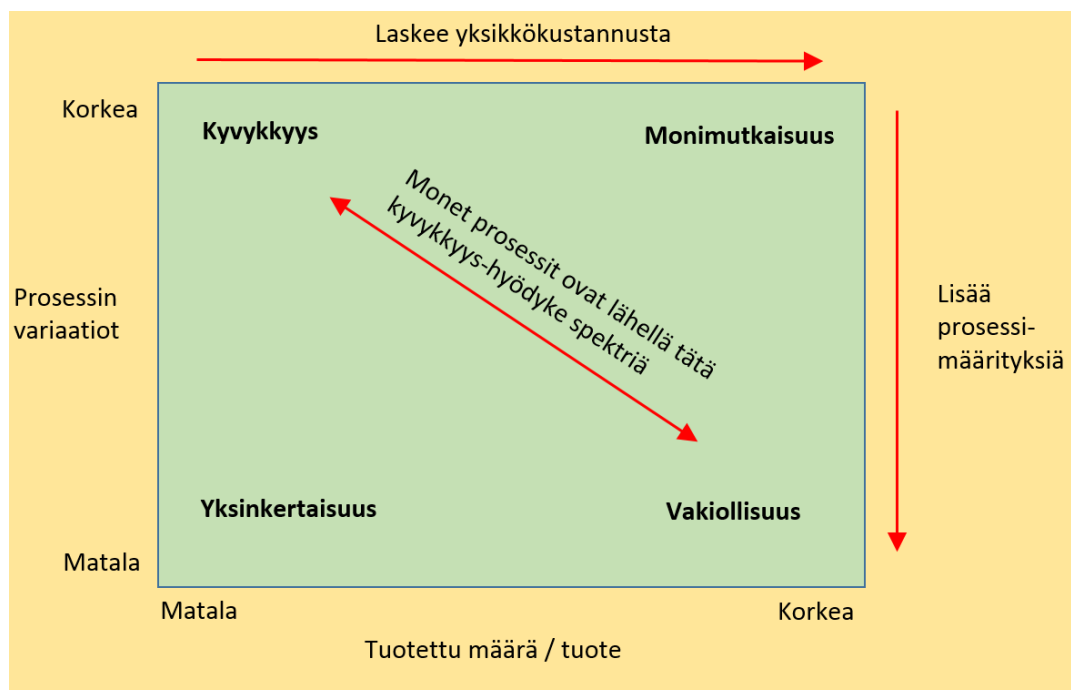 Laskee yksikkökustannusta
Korkea
Kyvykkyys
Monimutkaisuus
Monet prosessit ovat lähellä tätä
kyvykkyys-hyödyke spektriä
Prosessin
variaatiot
Lisää
prosessi-
määrityksiä
Yksinkertaisuus
Vakiollisuus
Matala
Matala
Korkea
Tuotettu määrä / tuote